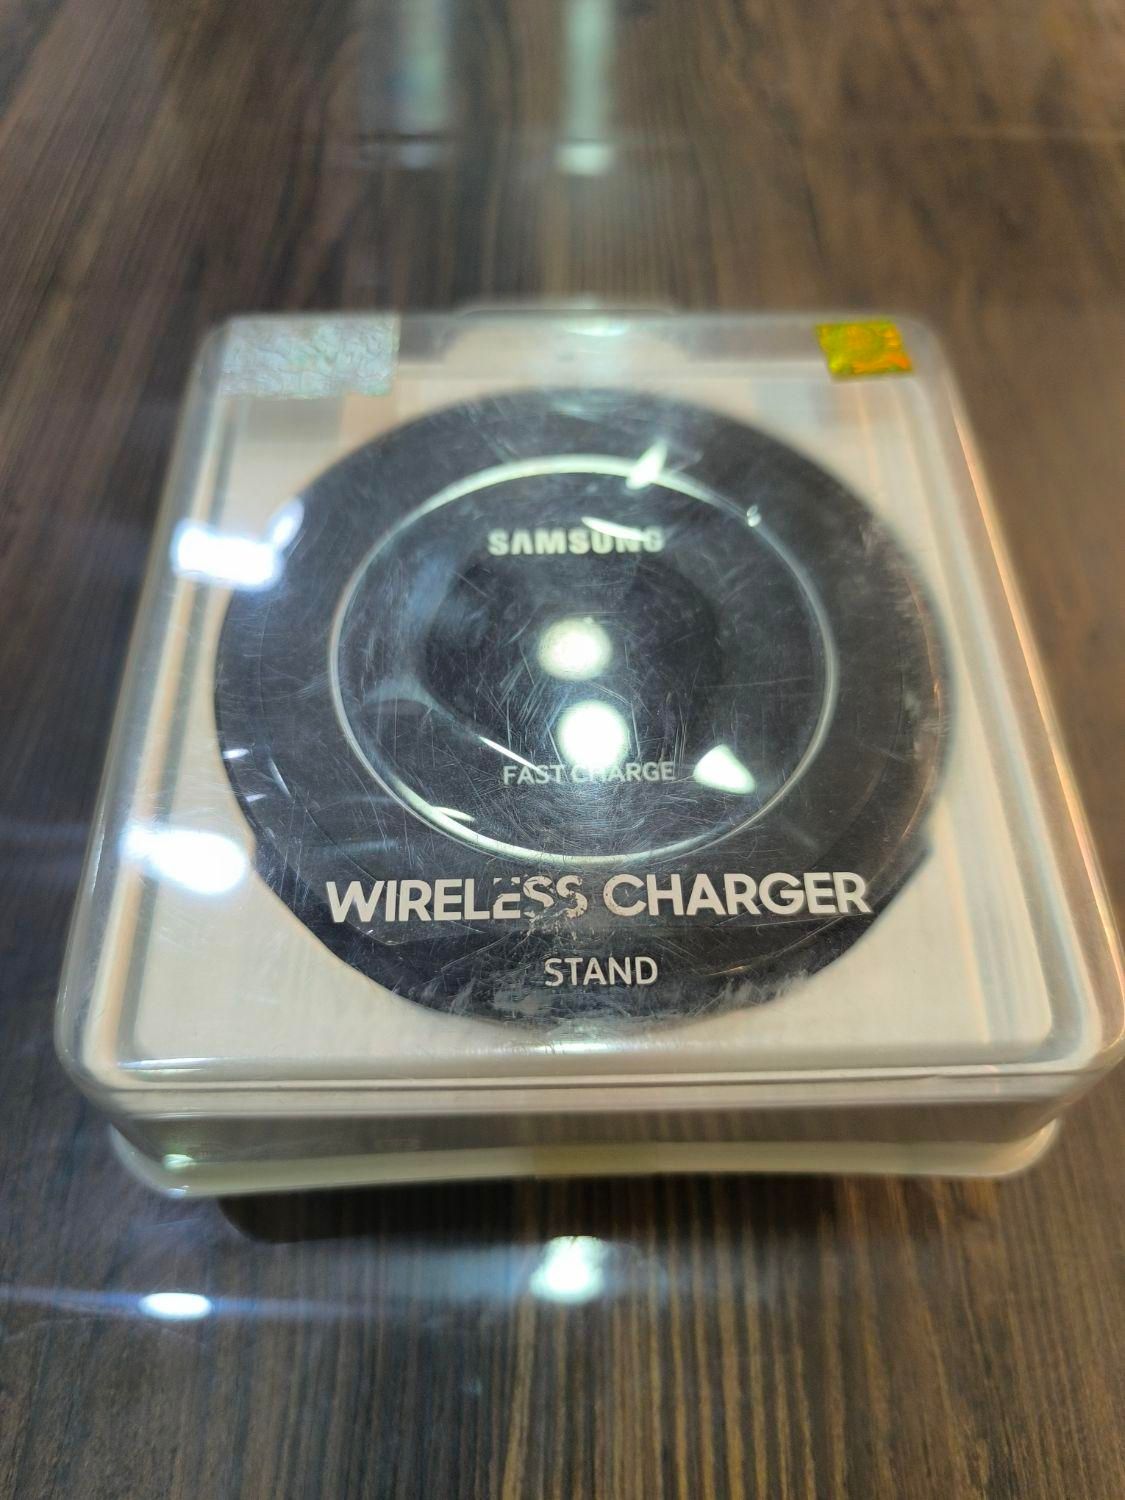 SAMSUNG
FAST CHARGE
WIRELESS CHARGER
STAND